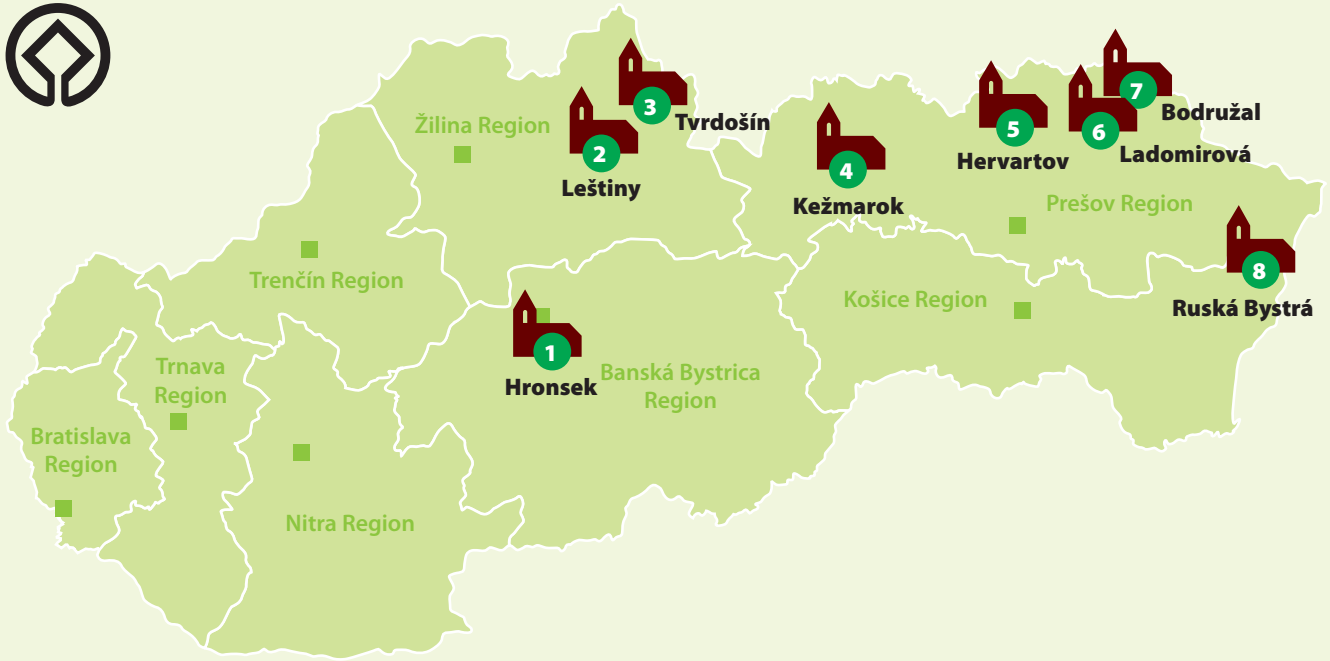 7
3
Bodružal
Žilina Region
Tvrdošín
5
6
2
Hervartov
Ladomirová
4
Leštiny
Kežmarok
Prešov Region
8
Trenčín Region
Košice Region
Ruská Bystrá
1
Trnava
Region
Hronsek
Banská Bystrica
Region
Bratislava
Region
Nitra Region